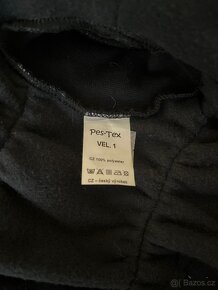 Pes-Tex
VEL. 1
CZ 100% polyester
CZ - český výrobek
Bazos.cz